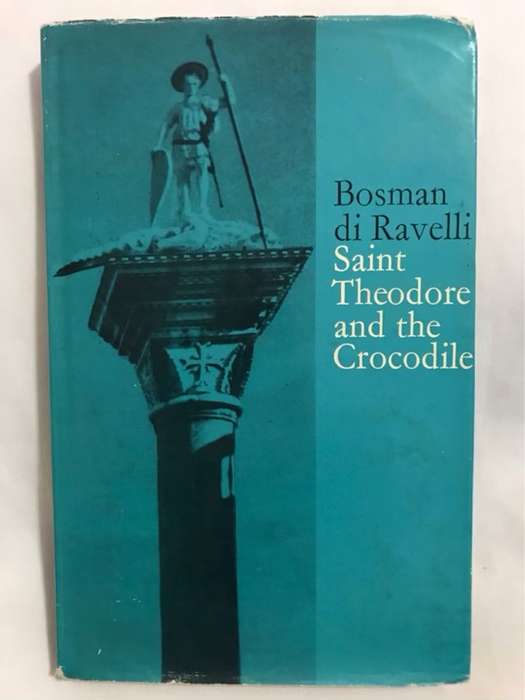 Bosman
di Ravelli
Saint
Theodore
and the
Crocodile